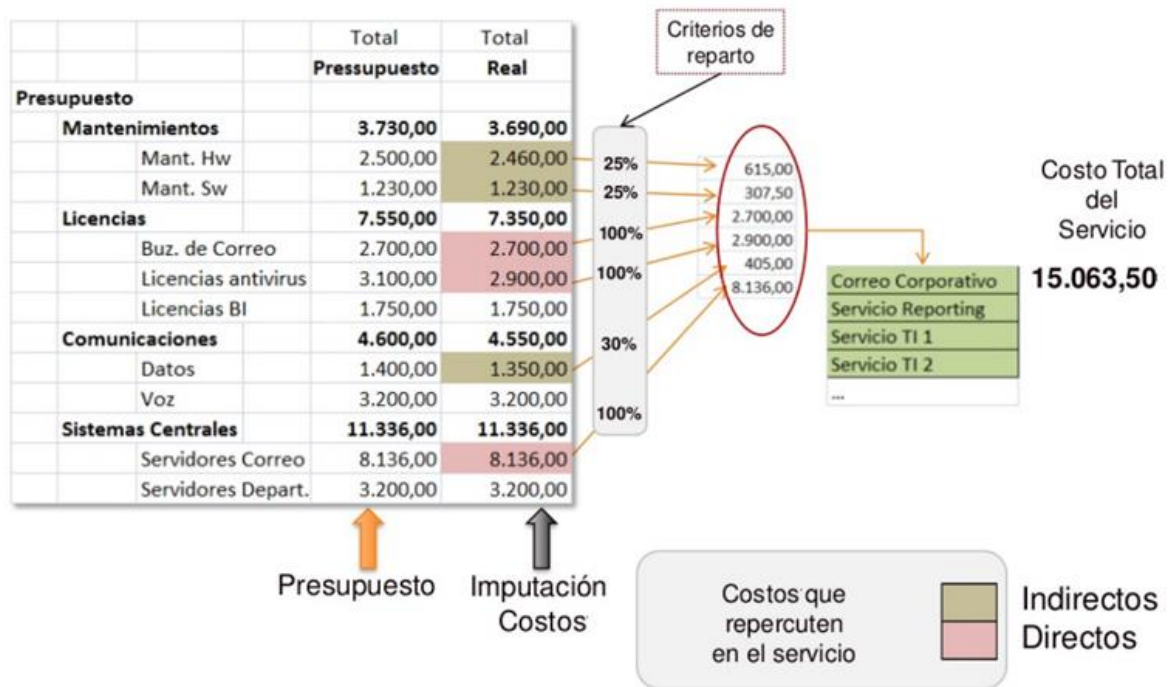 Total Total
Pressupuesto Real
Presupuesto
Mantenimientos 3.730,00 3.690,00
Mant. Hw 2.500,00 2.460,00
Mant. Sw 1.230,00 1.230,00
Licencias 7.550,00 7.350,00
Buz. de Correo 2.700,00 2.700,00
Licencias antivirus 3.100,00 2.900,00
Licencias BI 1.750,00 1.750,00
Comunicaciones 4.600,00 4.550,00
Datos 1.400,00 1.350,00
Voz 3.200,00 3.200,00
Sistemas Centrales 11.336,00 11.336,00
Servidores Correo 8.136,00 8.136,00
Servidores Depart. 3.200,00 3.200,00
Presupuesto
Imputación
Costos
Criterios de
reparto
25%
25%
100%
100%
30%
100%
615,00
307,50
2.700,00
2.900,00
405,00
8.136,00
Costo Total
del
Servicio
15.063,50
Correo Corporativo
Servicio Reporting
Servicio TI 1
Servicio TI 2
...
Costos que
repercuten
en el servicio
Indirectos
Directos